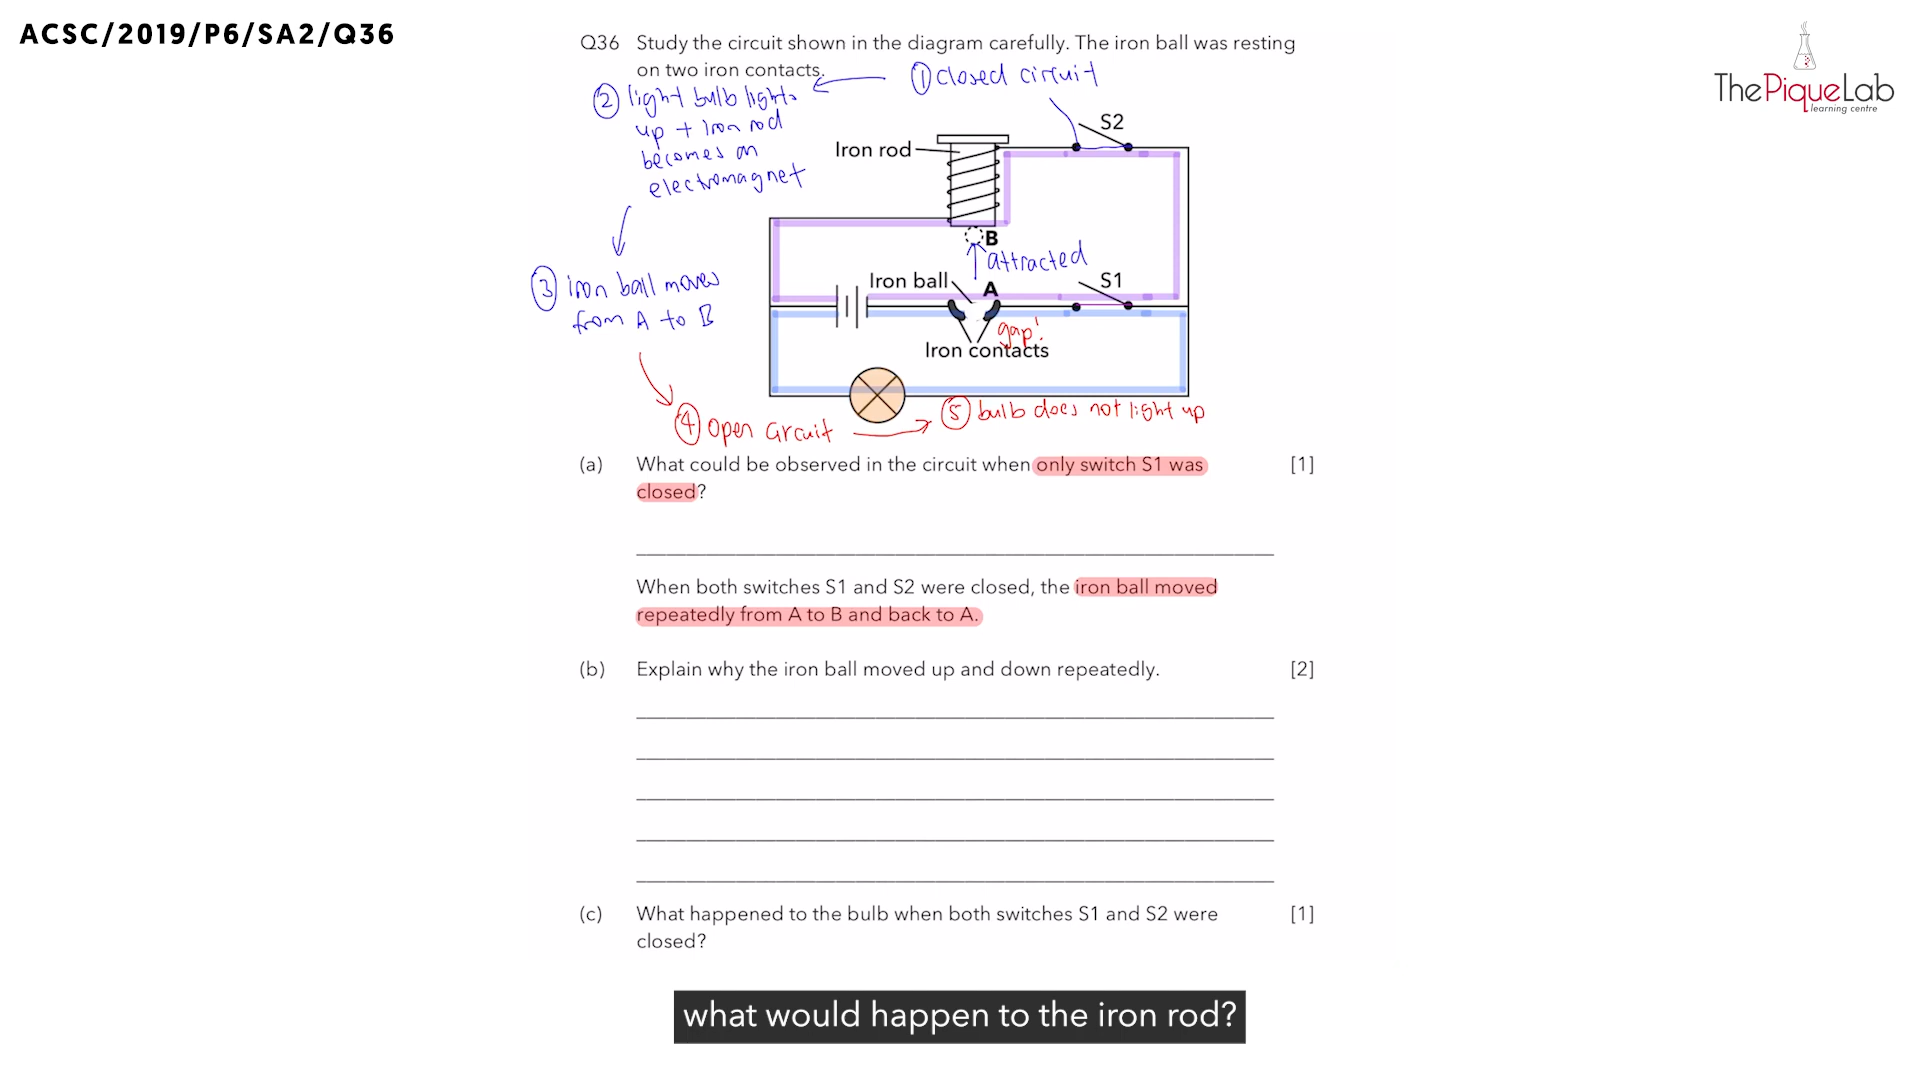 ACSC/2019/P6/SA2/Q36
ThePiqueLab
learning centre
Q36 Study the circuit shown in the diagram carefully. The iron ball was resting
on two iron contacts.
① closed circuit
② light bulb lights
up + iron rod
becomes an
electromagnet
S2
Iron rod
B
attracted
③ iron ball moves
from A to B
Iron ball
A
S1
gap!
Iron contacts
④ open circuit
⑤ bulb does not light up
(a) What could be observed in the circuit when only switch S1 was [1]
closed?
When both switches S1 and S2 were closed, the iron ball moved
repeatedly from A to B and back to A.
(b) Explain why the iron ball moved up and down repeatedly. [2]
(c) What happened to the bulb when both switches S1 and S2 were [1]
closed?
what would happen to the iron rod?